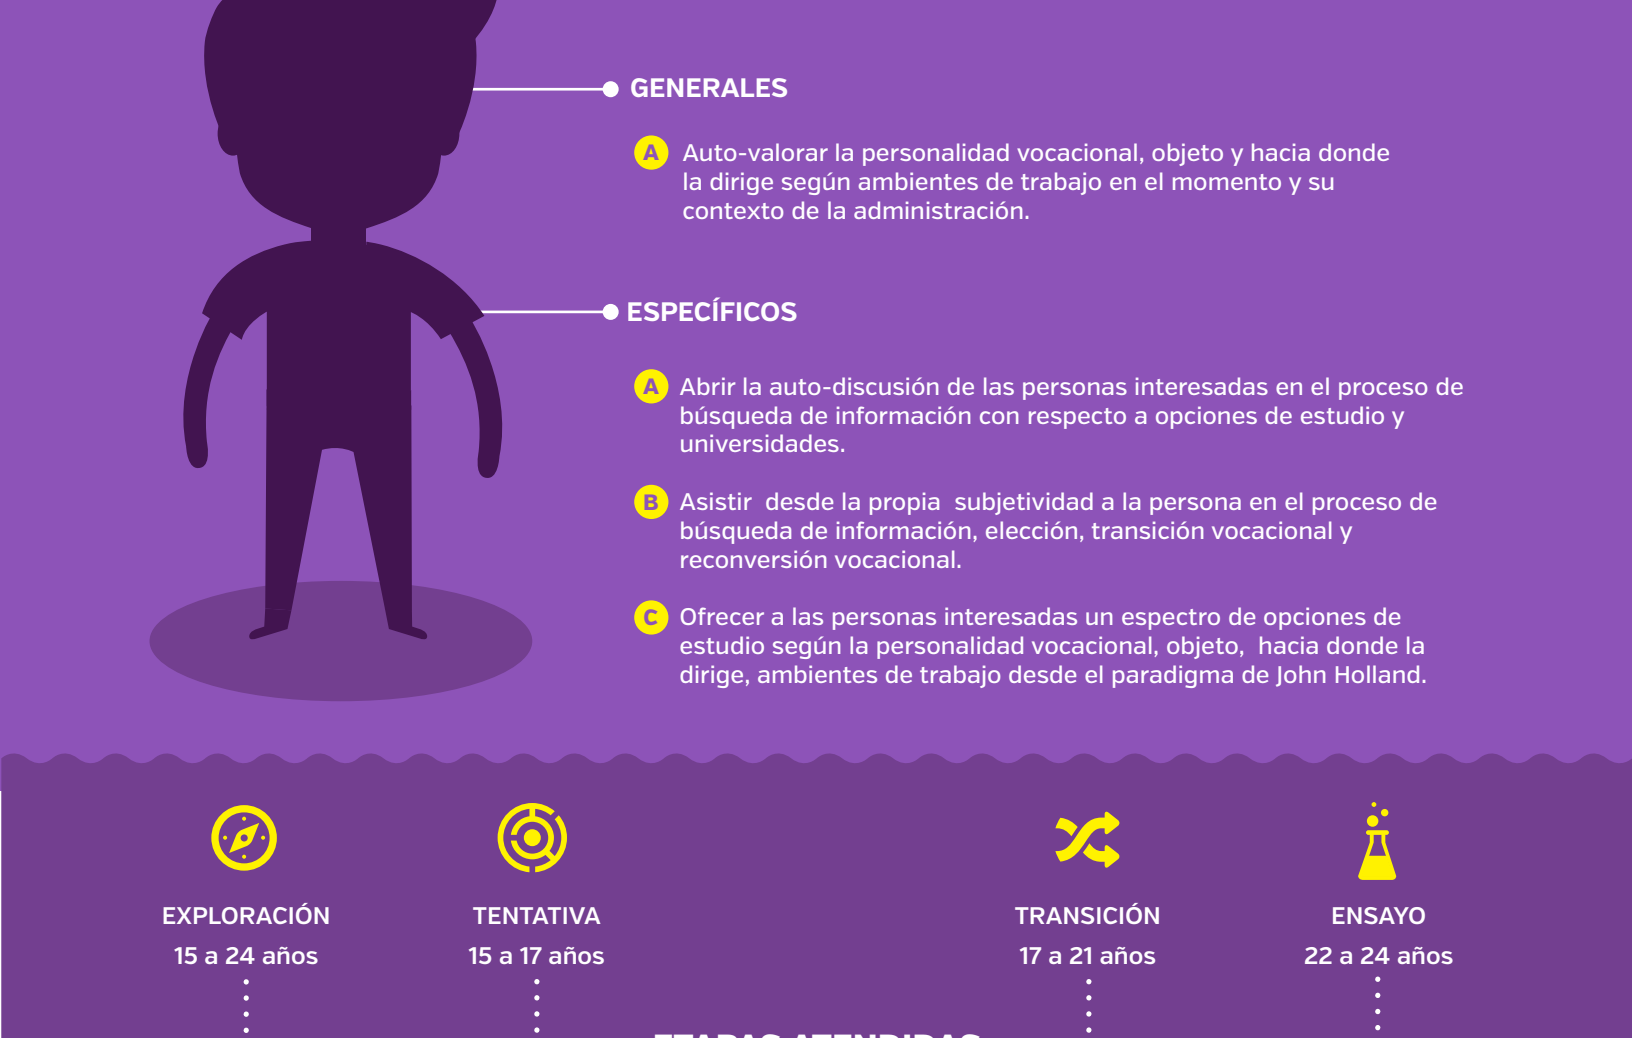 GENERALES
A Auto-valorar la personalidad vocacional, objeto y hacia donde
la dirige según ambientes de trabajo en el momento y su
contexto de la administración.
ESPECÍFICOS
A Abrir la auto-discusión de las personas interesadas en el proceso de
búsqueda de información con respecto a opciones de estudio y
universidades.
B Asistir desde la propia subjetividad a la persona en el proceso de
búsqueda de información, elección, transición vocacional y
reconversión vocacional.
C Ofrecer a las personas interesadas un espectro de opciones de
estudio según la personalidad vocacional, objeto, hacia donde la
dirige, ambientes de trabajo desde el paradigma de John Holland.
EXPLORACIÓN
15 a 24 años
TENTATIVA
15 a 17 años
TRANSICIÓN
17 a 21 años
ENSAYO
22 a 24 años
ETAPAS ATENDIDAS